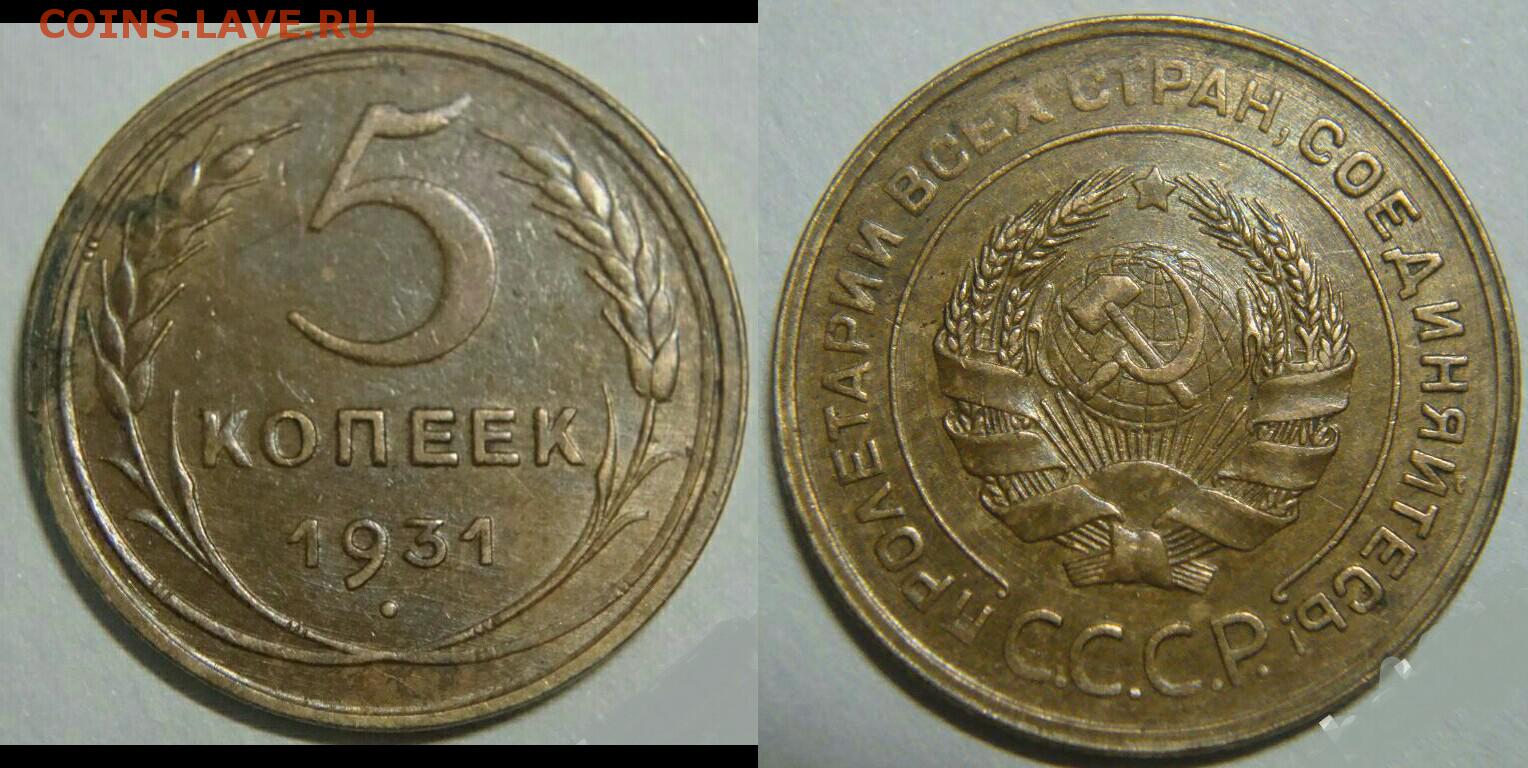 COINS.LAVE.RU
5
КОПЕЕК
1931
ПРОЛЕТАРИИ ВСЕХ СТРАН, СОЕДИНЯЙТЕСЬ!
С.С.С.Р.